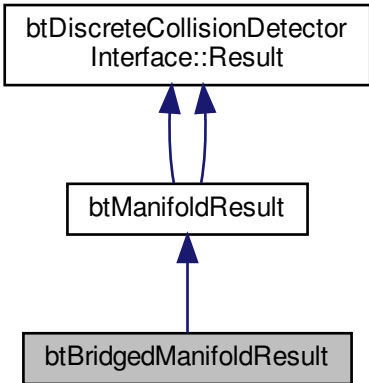 btDiscreteCollisionDetector
Interface::Result
btManifoldResult
btBridgedManifoldResult